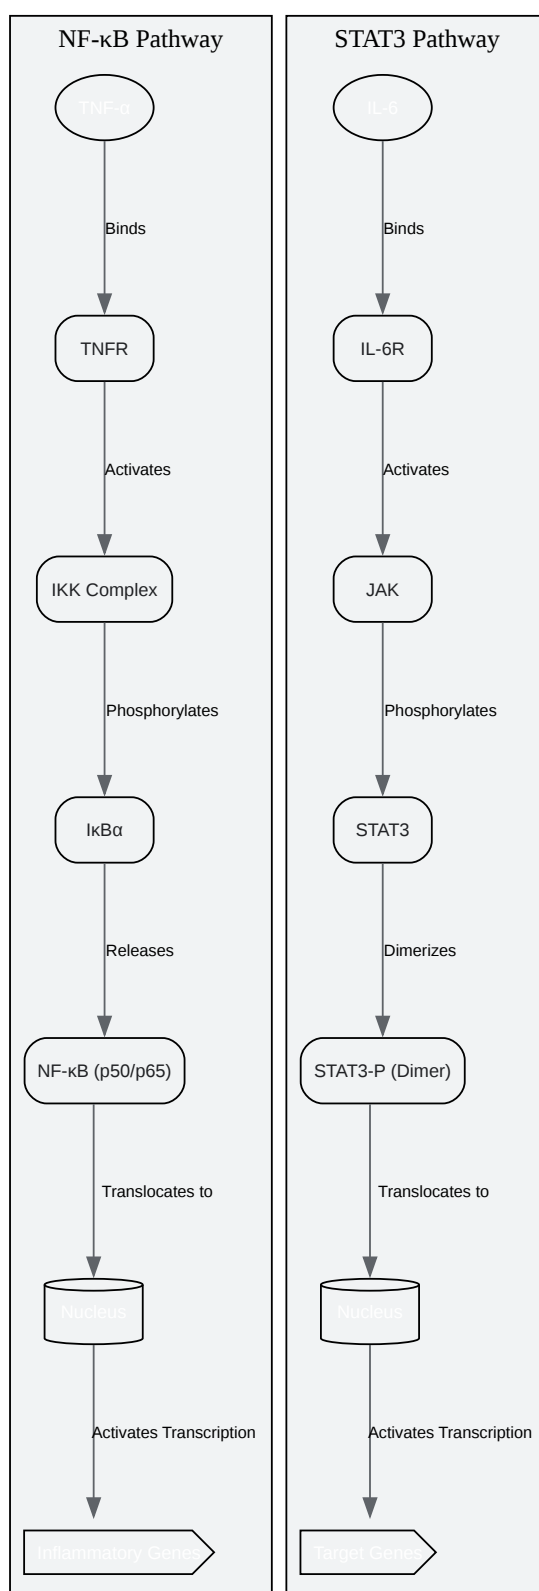 NF-κB Pathway
TNF-α
Binds
TNFR
Activates
IKK Complex
Phosphorylates
IκBα
Releases
NF-κB (p50/p65)
Translocates to
Nucleus
Activates Transcription
Inflammatory Genes
STAT3 Pathway
IL-6
Binds
IL-6R
Activates
JAK
Phosphorylates
STAT3
Dimerizes
STAT3-P (Dimer)
Translocates to
Nucleus
Activates Transcription
Target Genes